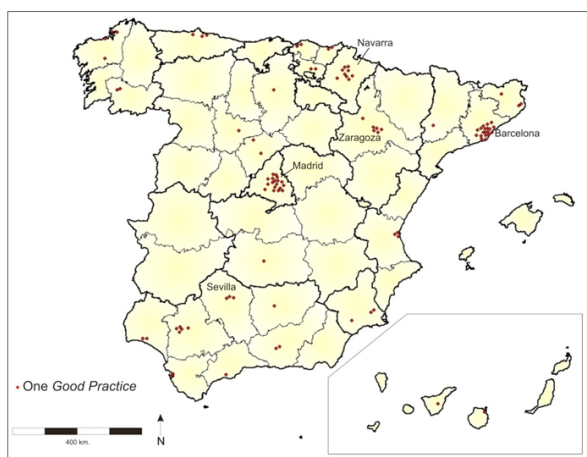 Navarra
Zaragoza
Barcelona
Madrid
Sevilla
One Good Practice
400 km.
N